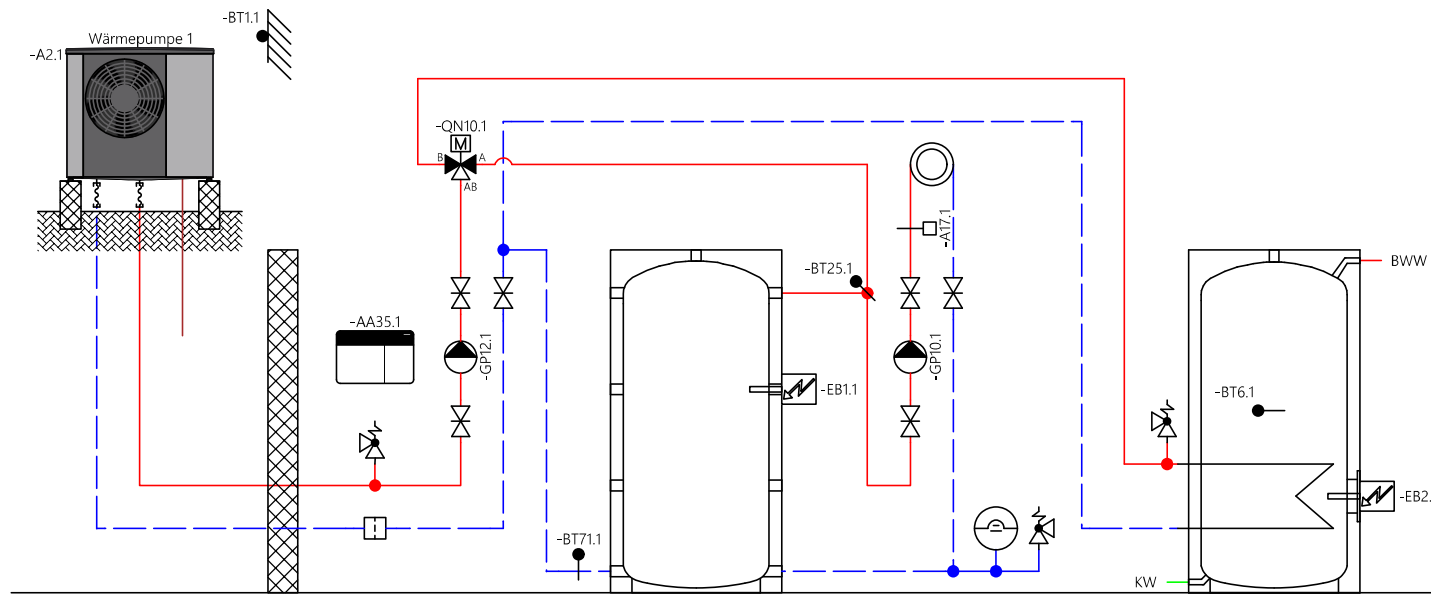 -BT1.1
Wärmepumpe 1
-A2.1
-QN10.1
M
B
A
AB
-A17.1
-BT25.1
BWW
-AA35.1
-GP12.1
-GP10.1
-EB1.1
-BT6.1
-EB2.
-BT71.1
KW